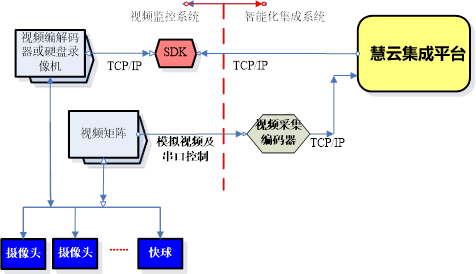 视频监控系统
智能化集成系统
视频编解码
器或硬盘录
像机
TCP/IP
SDK
TCP/IP
慧云集成平台
视频矩阵
模拟视频及
串口控制
视频采集
编码器
TCP/IP
摄像头
摄像头
······
快球